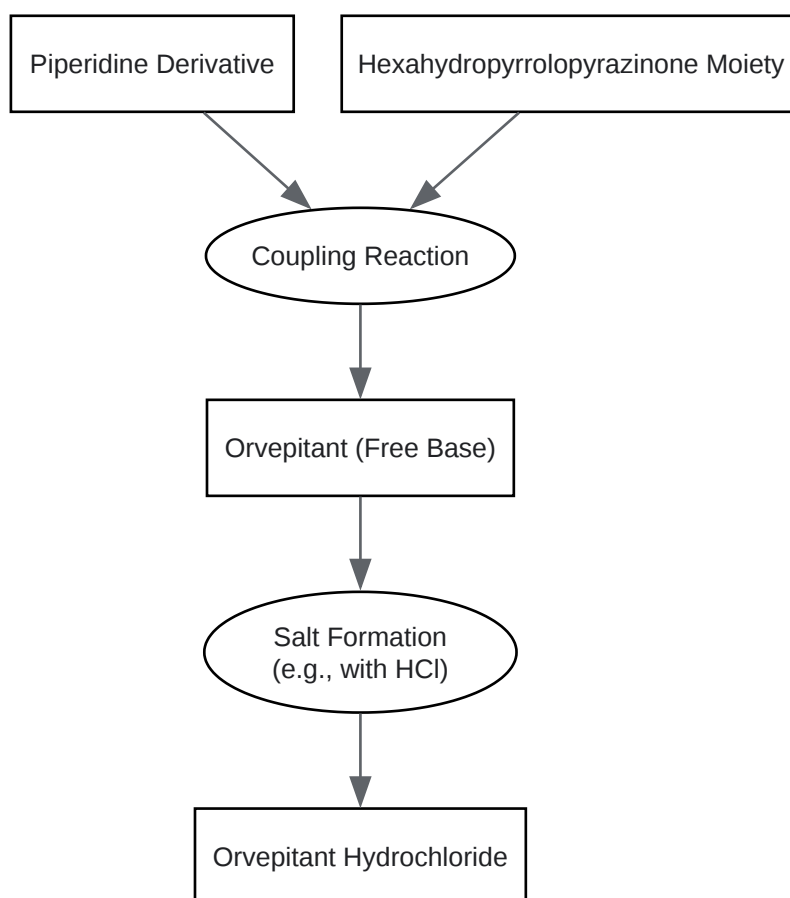 Piperidine Derivative
Hexahydropyrrolopyrazinone Moiety
Coupling Reaction
Orvepitant (Free Base)
Salt Formation
(e.g., with HCl)
Orvepitant Hydrochloride